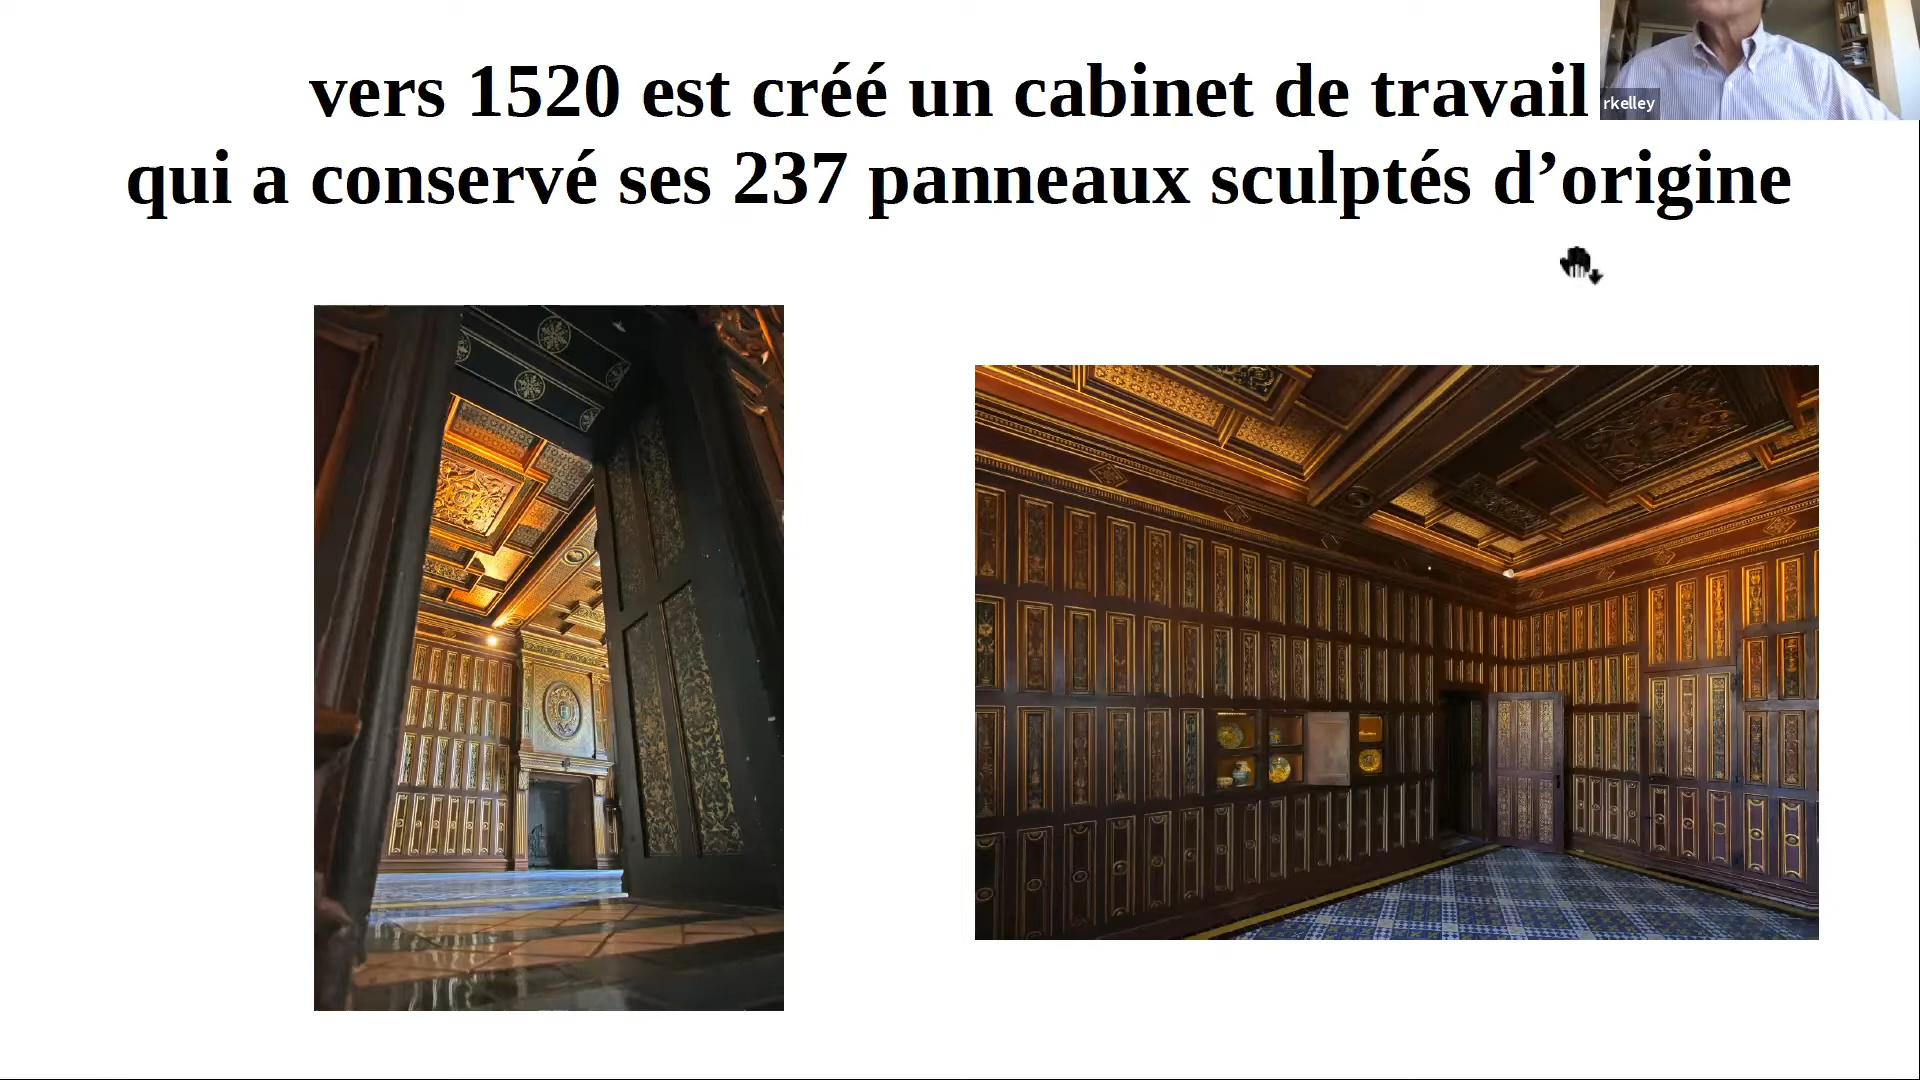 vers 1520 est créé un cabinet de travail
qui a conservé ses 237 panneaux sculptés d’origine
rkelley